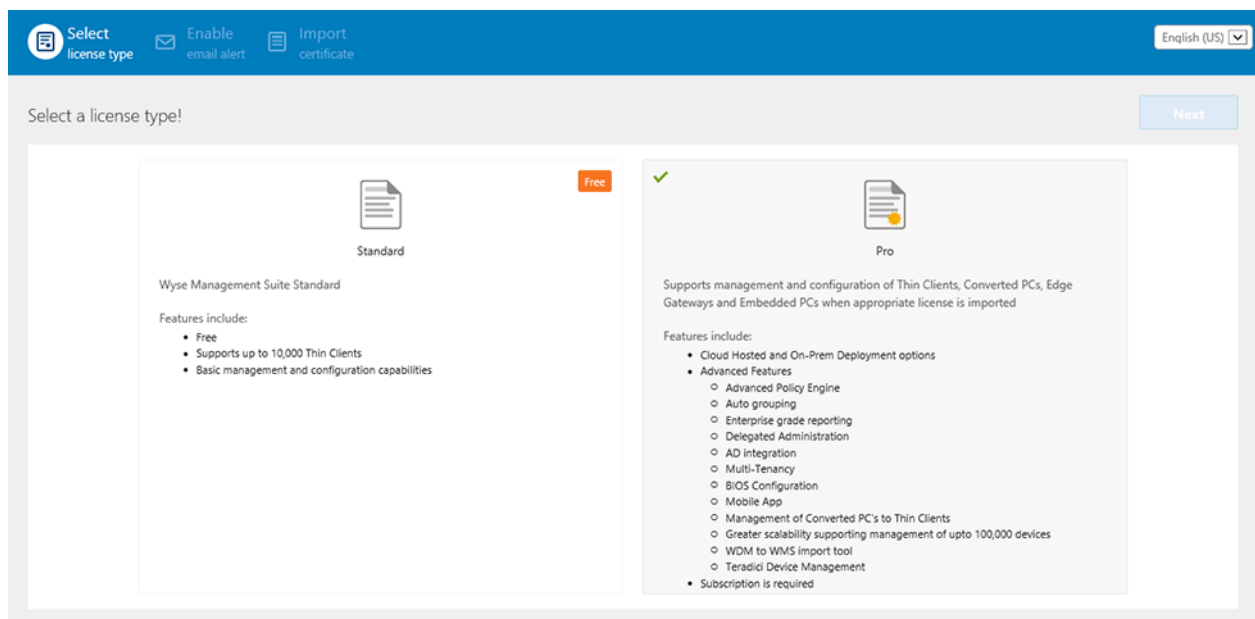 Select
license type
Enable
email alert
Import
certificate
English (US)
Select a license type!
Next
Free
Standard
Wyse Management Suite Standard
Features include:
• Free
• Supports up to 10,000 Thin Clients
• Basic management and configuration capabilities
Pro
Supports management and configuration of Thin Clients, Converted PCs, Edge
Gateways and Embedded PCs when appropriate license is imported
Features include:
• Cloud Hosted and On-Prem Deployment options
• Advanced Features
○ Advanced Policy Engine
○ Auto grouping
○ Enterprise grade reporting
○ Delegated Administration
○ AD integration
○ Multi-Tenancy
○ BIOS Configuration
○ Mobile App
○ Management of Converted PC's to Thin Clients
○ Greater scalability supporting management of upto 100,000 devices
○ WDM to WMS import tool
○ Teradici Device Management
• Subscription is required